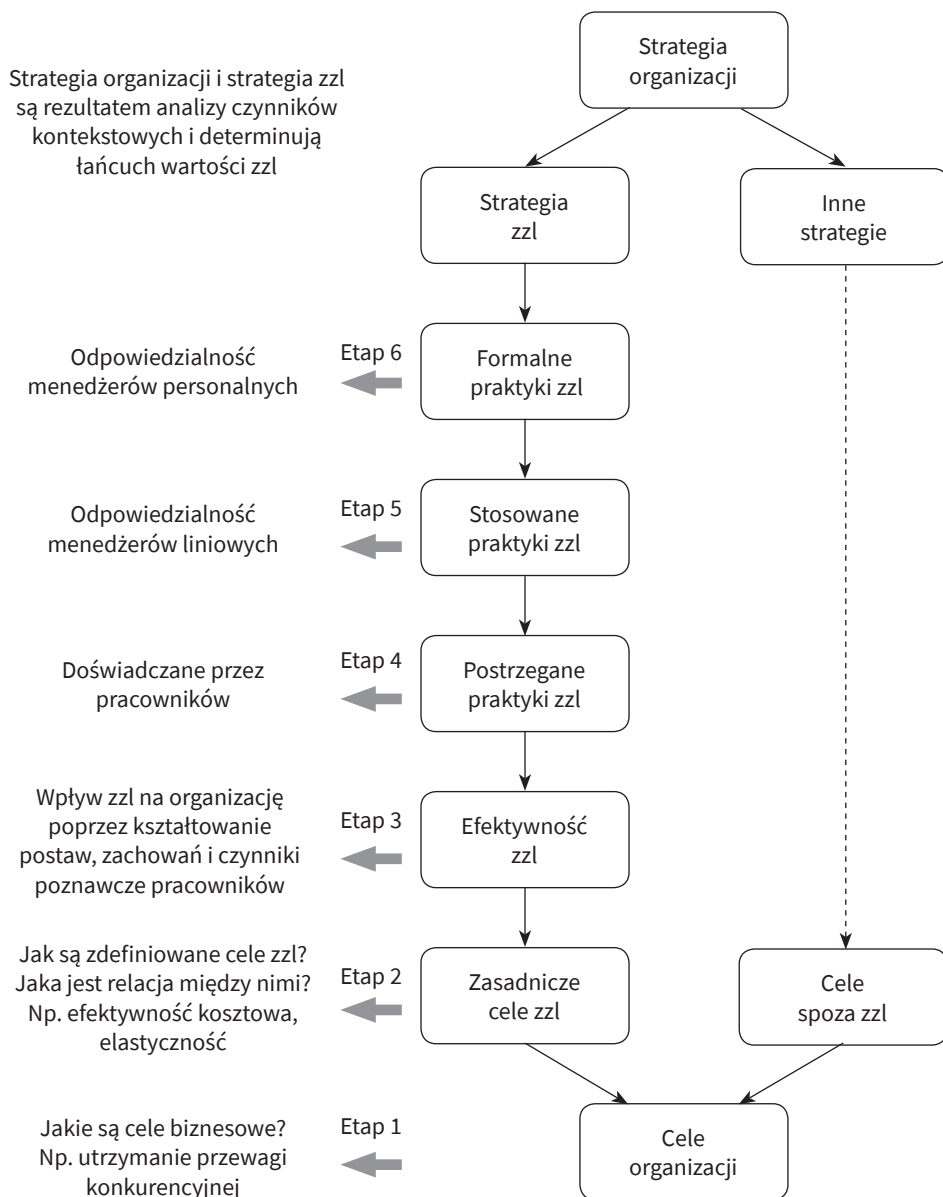 Strategia
organizacji
Strategia organizacji i strategia zzl
są rezultatem analizy czynników
kontekstowych i determinują
łańcuch wartości zzl
Strategia
zzl
Inne
strategie
Odpowiedzialność
menedżerów personalnych
Etap 6
Formalne
praktyki zzl
Odpowiedzialność
menedżerów liniowych
Etap 5
Stosowane
praktyki zzl
Doświadczane przez
pracowników
Etap 4
Postrzegane
praktyki zzl
Wpływ zzl na organizację
poprzez kształtowanie
postaw, zachowań i czynniki
poznawcze pracowników
Etap 3
Efektywność
zzl
Jak są zdefiniowane cele zzl?
Jaka jest relacja między nimi?
Np. efektywność kosztowa,
elastyczność
Etap 2
Zasadnicze
cele zzl
Cele
spoza zzl
Jakie są cele biznesowe?
Np. utrzymanie przewagi
konkurencyjnej
Etap 1
Cele
organizacji